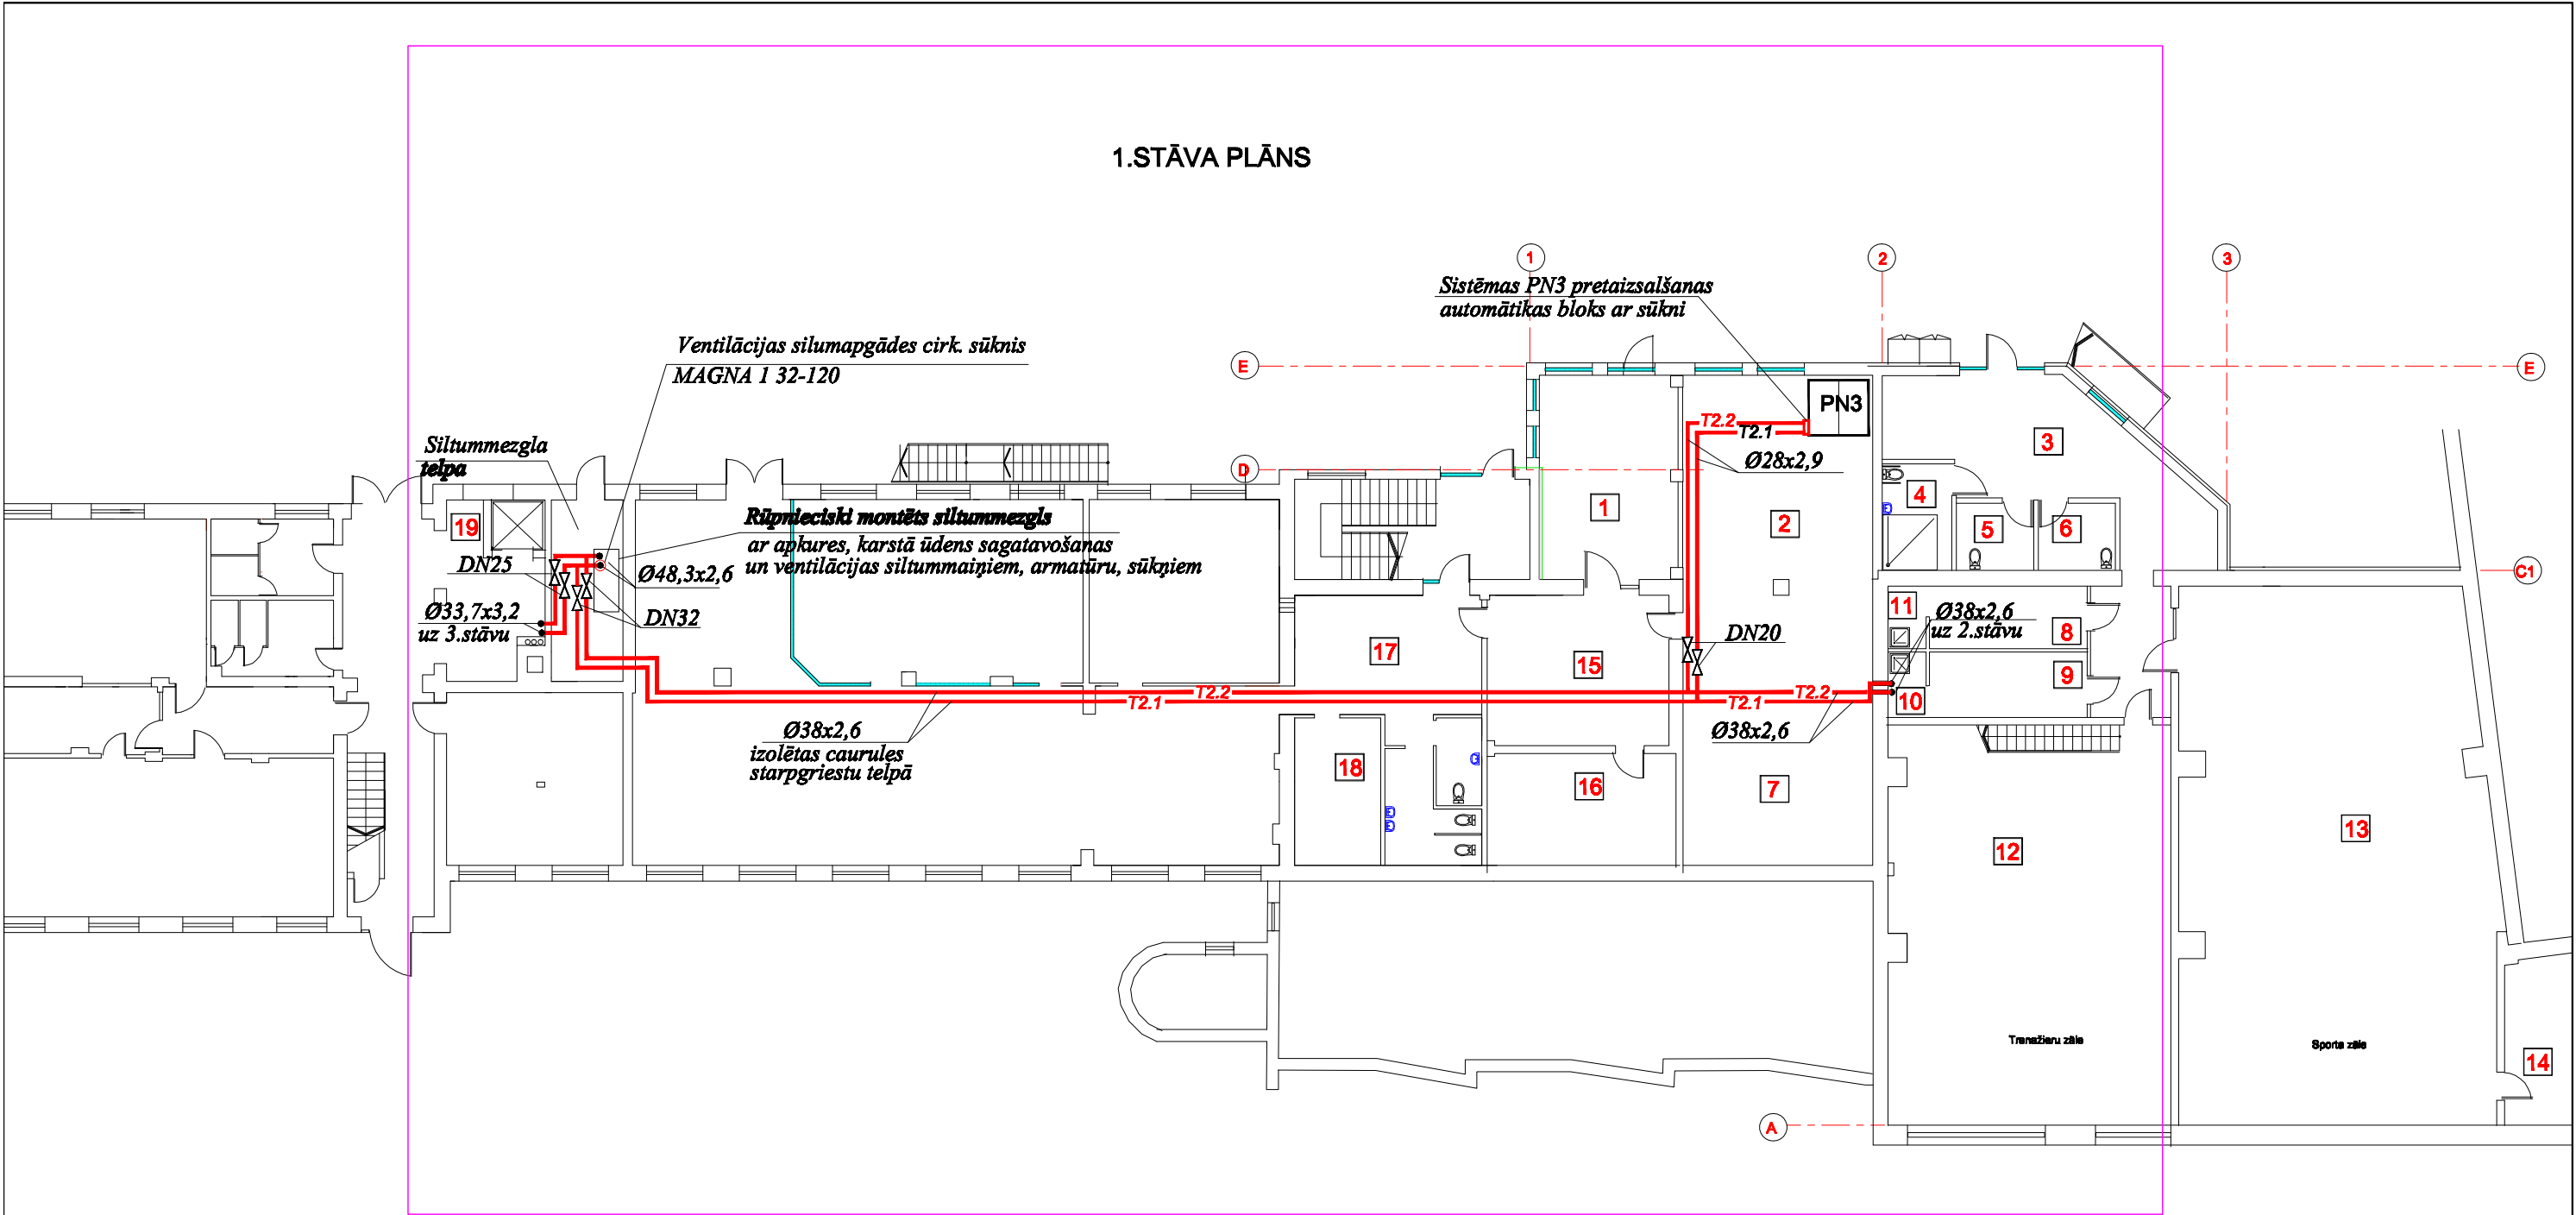 1.STĀVA PLĀNS
1
2
3
Sistēmas PN3 pretaizsalšanas
automātikas bloks ar sūkni
Ventilācijas silumapgādes cirk. sūknis
MAGNA 1 32-120
E
E
PN3
T2.2
T2.1
Siltummezgla
telpa
3
Ø28x2,9
D
4
1
2
5
6
19
Rūpnieciski montēts siltummezgls
ar apkures, karstā ūdens sagatavošanas
un ventilācijas siltummaiņiem, armatūru, sūkņiem
DN25
Ø48,3x2,6
C1
Ø33,7x3,2
uz 3.stāvu
DN32
11
Ø38x2,6
uz 2.stāvu
8
DN20
17
15
9
10
T2.2
T2.1
T2.2
T2.1
Ø38x2,6
izolētas caurules
starpgriestu telpā
Ø38x2,6
18
16
7
12
13
Trenažieru zāle
Sporta zāle
14
A